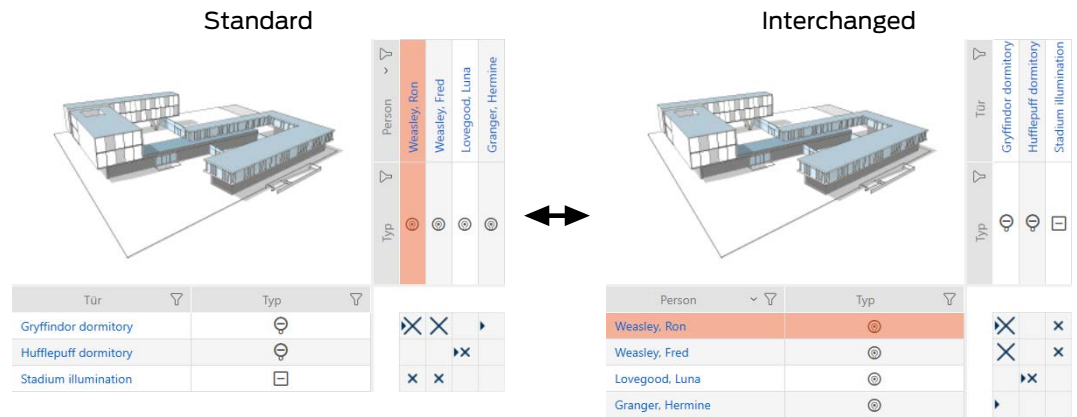 Standard
Interchanged
Person
Weasley, Ron
Weasley, Fred
Lovegood, Luna
Granger, Hermine
Typ
Tür
Typ
Gryffindor dormitory
Hufflepuff dormitory
Stadium illumination
Tür
Gryffindor dormitory
Hufflepuff dormitory
Stadium illumination
Typ
Person
Typ
Weasley, Ron
Weasley, Fred
Lovegood, Luna
Granger, Hermine